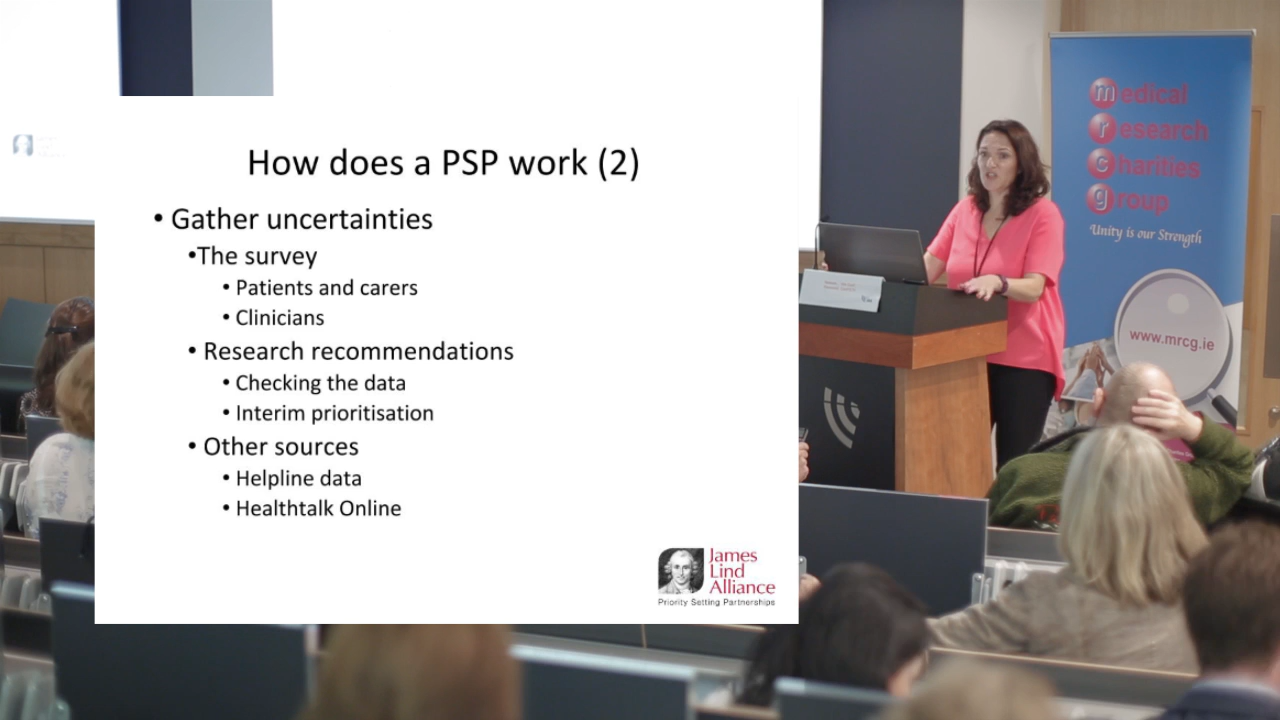 How does a PSP work (2)
• Gather uncertainties
•The survey
• Patients and carers
• Clinicians
• Research recommendations
• Checking the data
• Interim prioritisation
• Other sources
• Helpline data
• Healthtalk Online
James
Lind
Alliance
Priority Setting Partnerships
medical
research
charities
group
Unity is our Strength
www.mrcg.ie